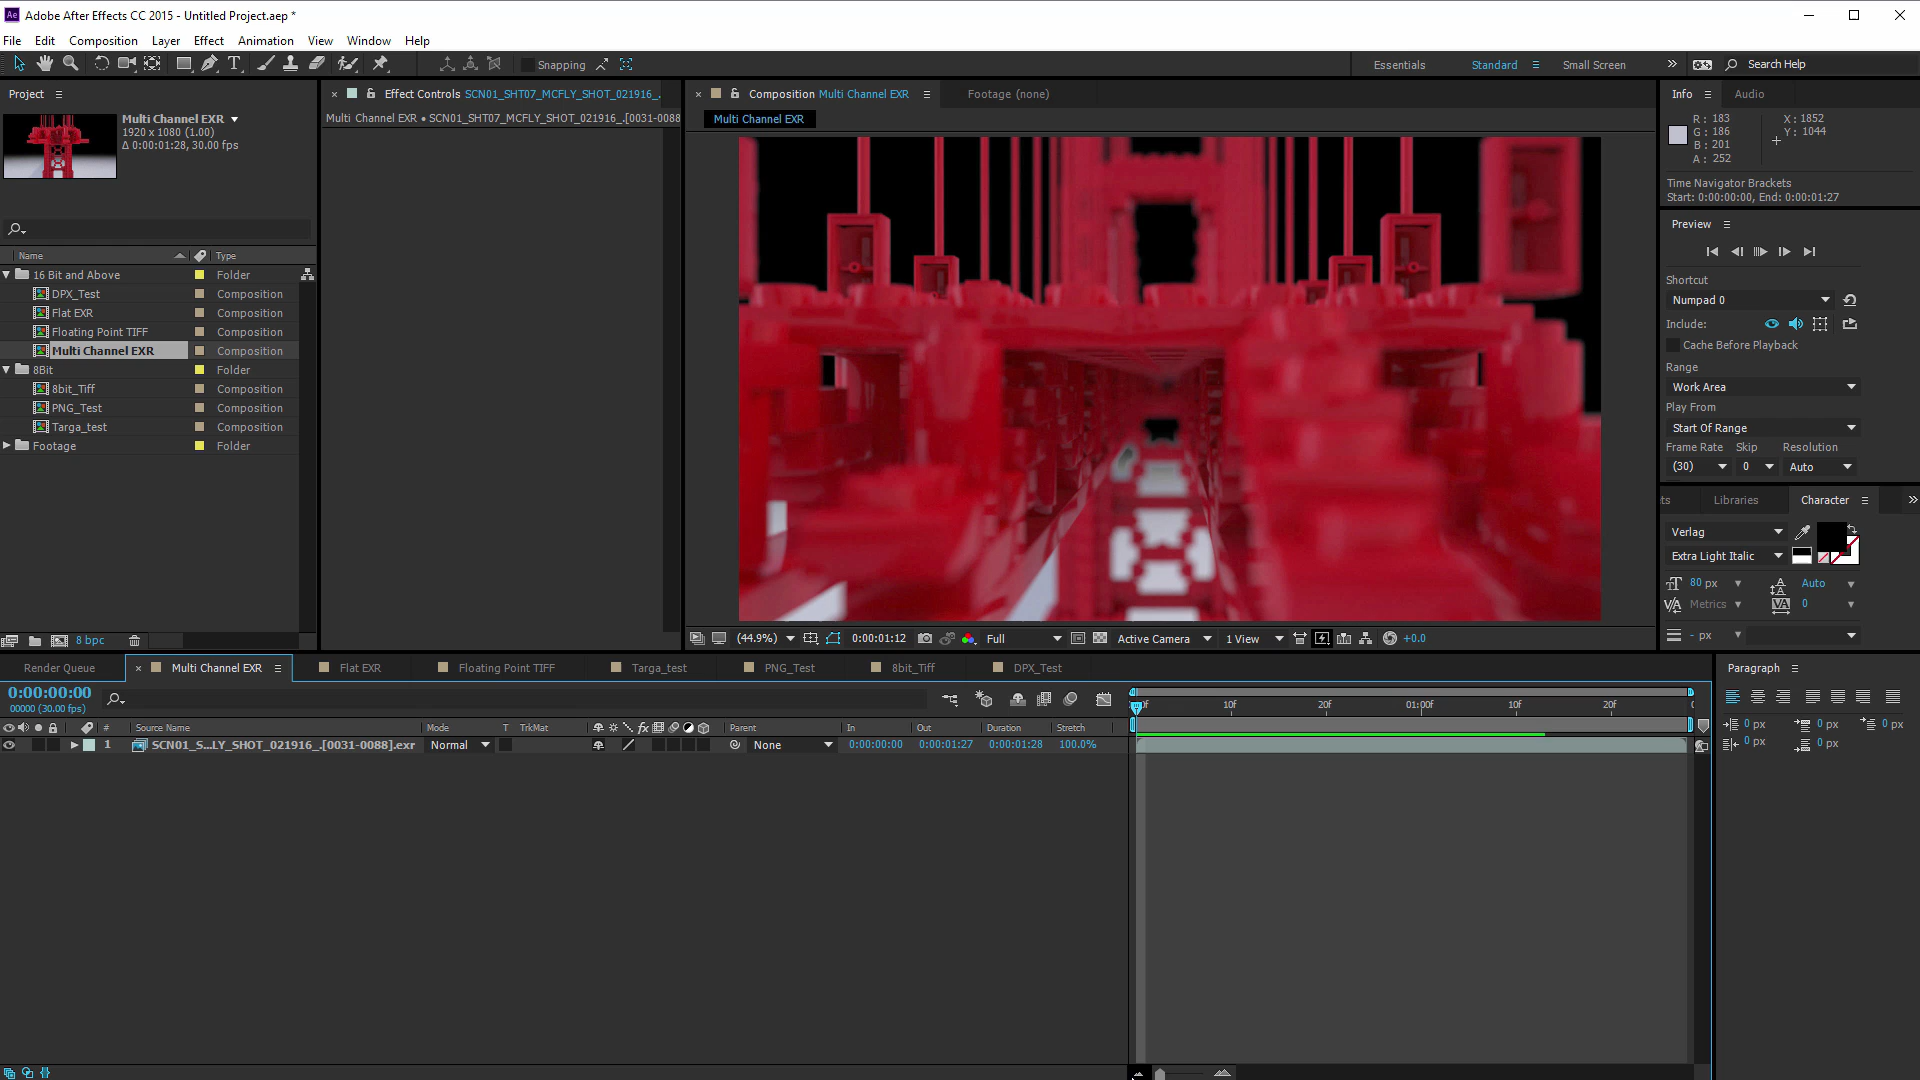 Adobe After Effects CC 2015 - Untitled Project.aep *
File Edit Composition Layer Effect Animation View Window Help
Snapping
Essentials Standard Small Screen Search Help
Project
Multi Channel EXR
1920 x 1080 (1.00)
Δ 0:00:01:28, 30.00 fps
Name Type
16 Bit and Above Folder
DPX_Test Composition
Flat EXR Composition
Floating Point TIFF Composition
Multi Channel EXR Composition
8Bit Folder
8bit_Tiff Composition
PNG_Test Composition
Targa_test Composition
Footage Folder
8 bpc
Effect Controls SCN01_SHT07_MCFLY_SHOT_021916_.
Multi Channel EXR • SCN01_SHT07_MCFLY_SHOT_021916_.[0031-0088
Composition Multi Channel EXR Footage (none)
Multi Channel EXR
(44.9%) 0:00:01:12 Full Active Camera 1 View +0.0
Info Audio
R : 183 X : 1852
G : 186 Y : 1044
B : 201
A : 252
Time Navigator Brackets
Start: 0:00:00:00, End: 0:00:01:27
Preview
Shortcut
Numpad 0
Include:
Cache Before Playback
Range
Work Area
Play From
Start Of Range
Frame Rate Skip Resolution
(30) 0 Auto
ets Libraries Character
Verlag
Extra Light Italic
80 px Auto
Metrics 0
- px
Render Queue Multi Channel EXR Flat EXR Floating Point TIFF Targa_test PNG_Test 8bit_Tiff DPX_Test
0:00:00:00
00000 (30.00 fps)
# Source Name Mode T TrkMat fx Parent In Out Duration Stretch
1 SCN01_S...LY_SHOT_021916_.[0031-0088].exr Normal None 0:00:00:00 0:00:01:27 0:00:01:28 100.0%
10f 20f 01:00f 10f 20f
Paragraph
0 px 0 px 0 px
0 px 0 px